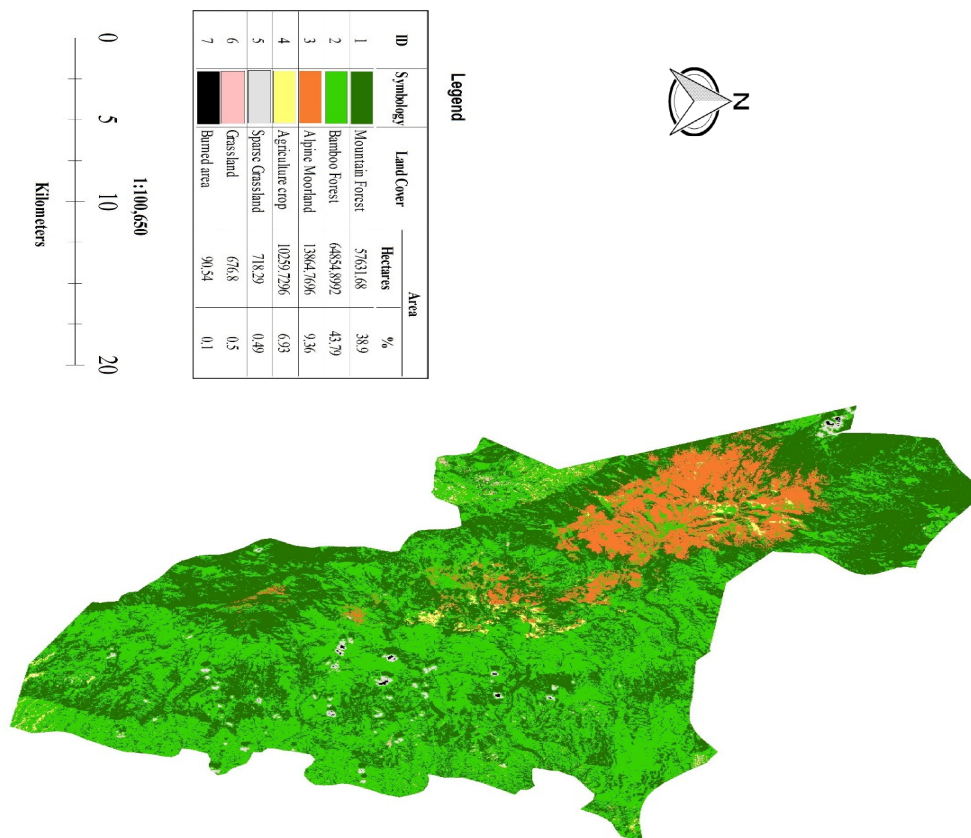 N
Legend
Area
ID Symbology Land Cover Hectares %
1 Mountain Forest 57631.68 38.9
2 Bamboo Forest 64854.8992 43.79
3 Alpine Moorland 13864.7696 9.36
4 Agriculture crop 10259.7296 6.93
5 Sparse Grassland 718.29 0.49
6 Grassland 676.8 0.5
7 Burned area 90.54 0.1
1:100,650
0 5 10 20
Kilometers